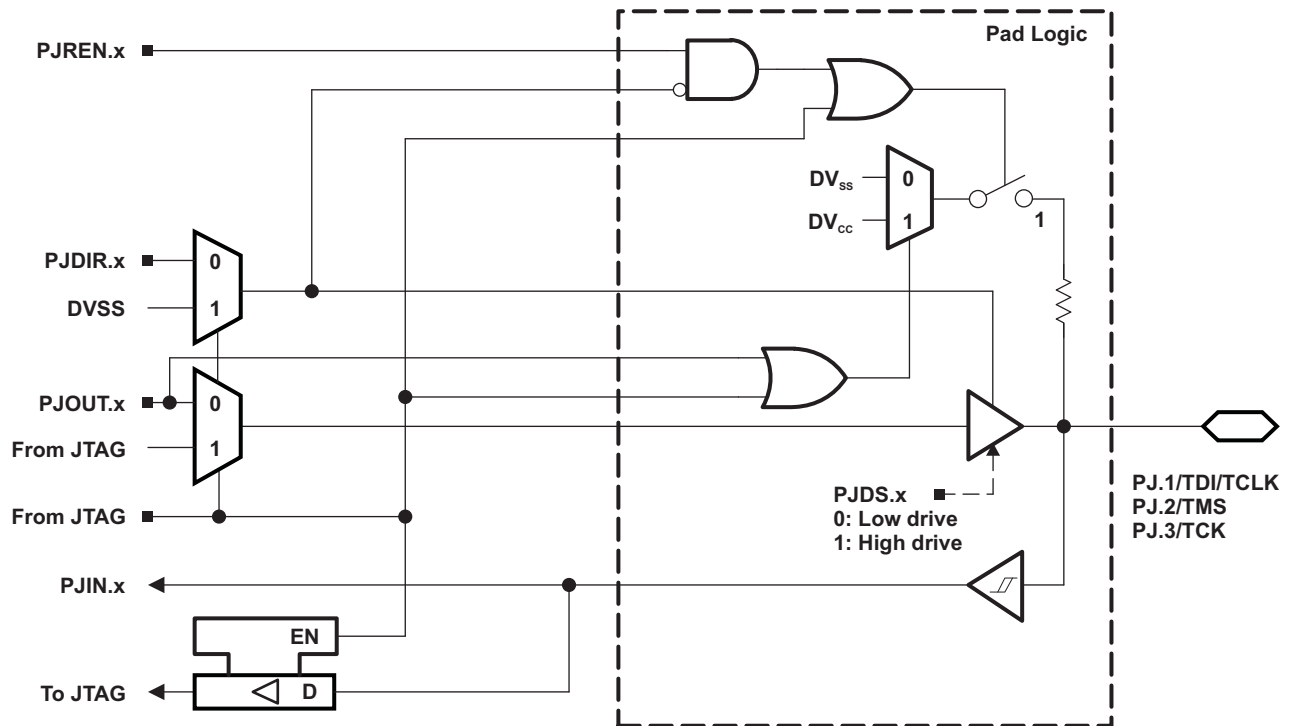 Pad Logic
PJREN.x
DVss
0
DVcc
1
1
PJDIR.x
0
DVSS
1
PJOUT.x
0
From JTAG
1
From JTAG
PJDS.x
0: Low drive
1: High drive
PJ.1/TDI/TCLK
PJ.2/TMS
PJ.3/TCK
PJIN.x
EN
To JTAG
D